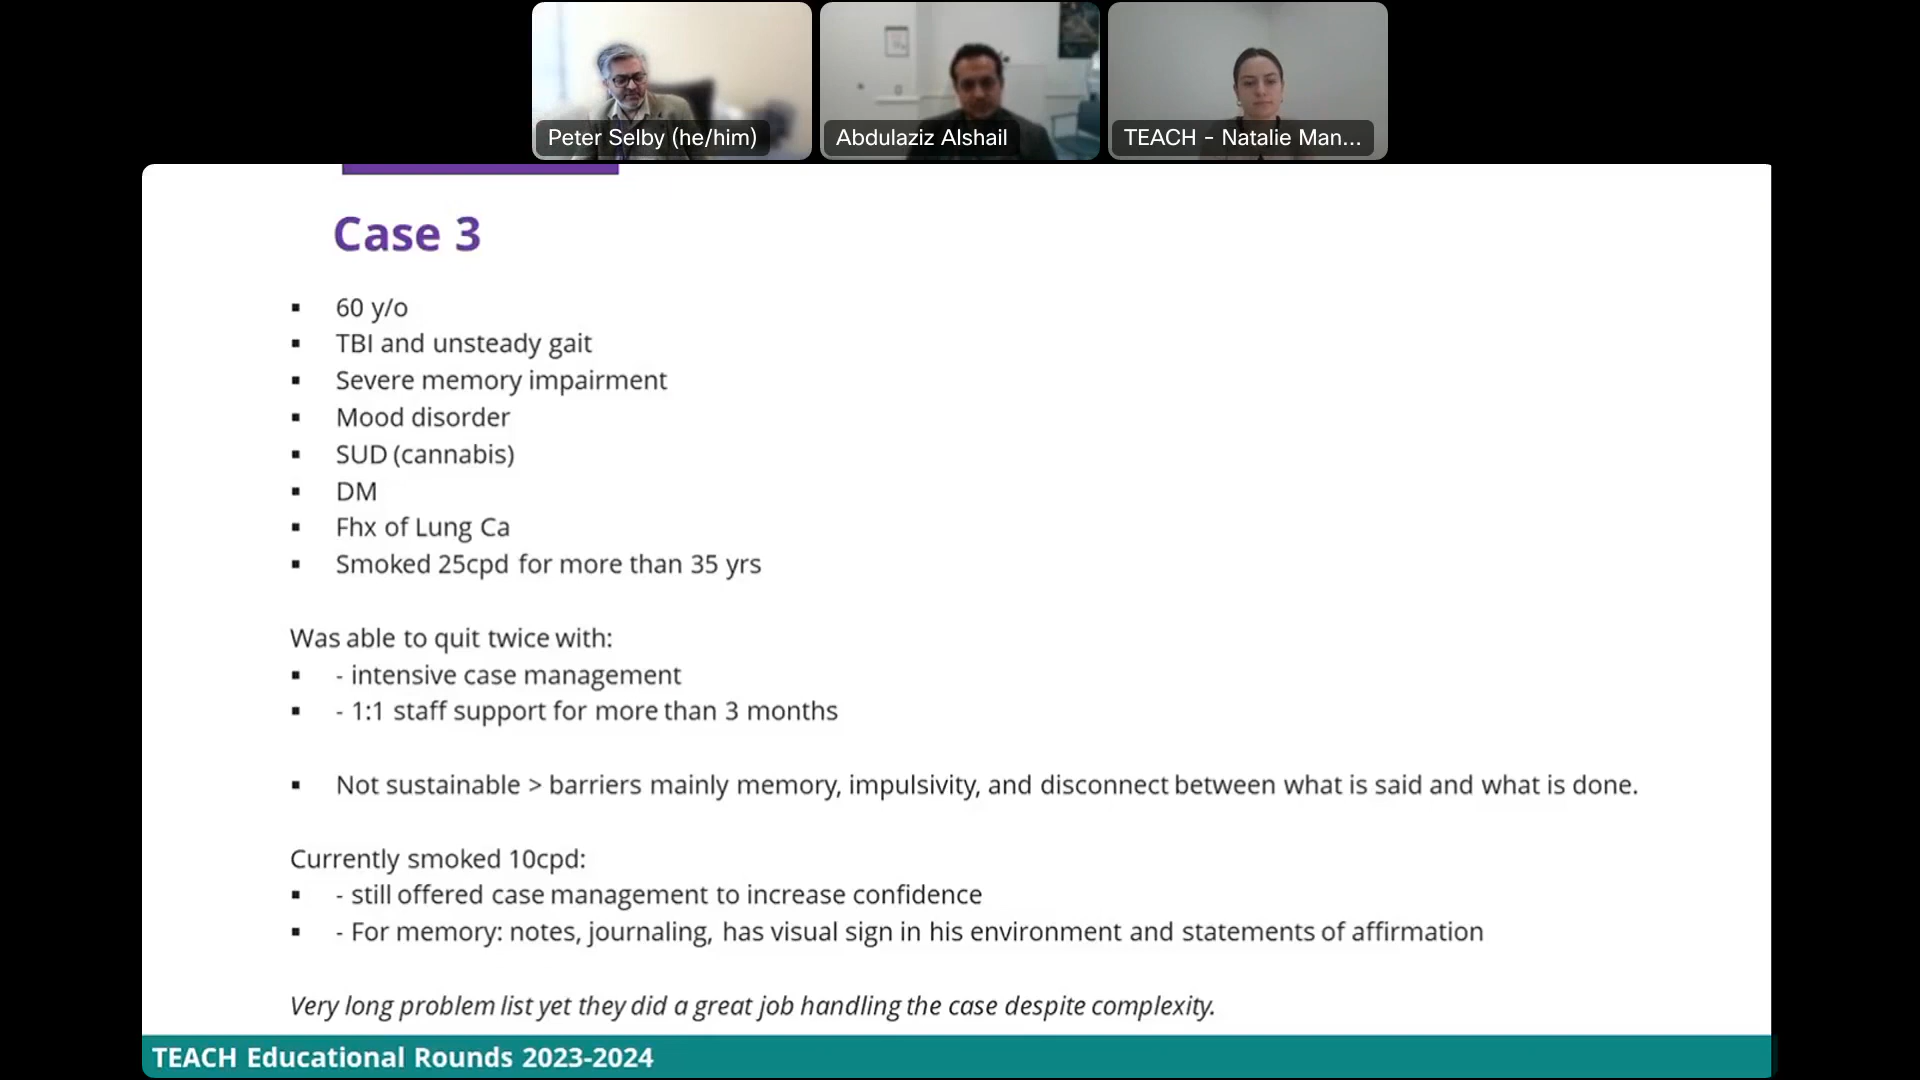 Peter Selby (he/him)
Abdulaziz Alshail
TEACH - Natalie Man...
Case 3
▪ 60 y/o
▪ TBI and unsteady gait
▪ Severe memory impairment
▪ Mood disorder
▪ SUD (cannabis)
▪ DM
▪ Fhx of Lung Ca
▪ Smoked 25cpd for more than 35 yrs
Was able to quit twice with:
▪ - intensive case management
▪ - 1:1 staff support for more than 3 months
▪ Not sustainable > barriers mainly memory, impulsivity, and disconnect between what is said and what is done.
Currently smoked 10cpd:
▪ - still offered case management to increase confidence
▪ - For memory: notes, journaling, has visual sign in his environment and statements of affirmation
Very long problem list yet they did a great job handling the case despite complexity.
TEACH Educational Rounds 2023-2024